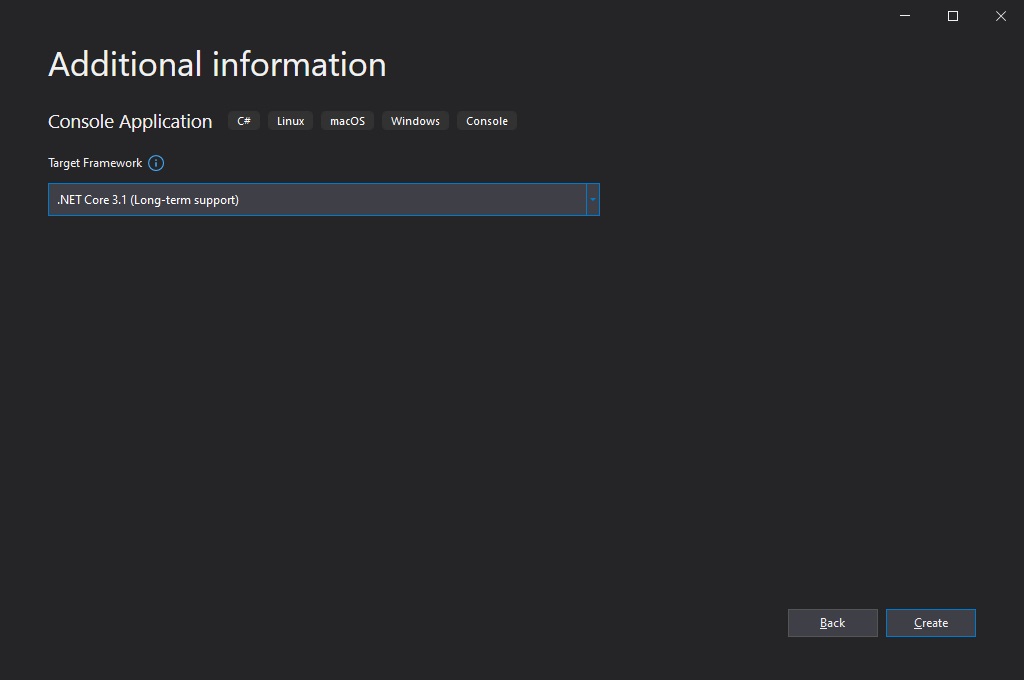 Additional information
Console Application C# Linux macOS Windows Console
Target Framework
.NET Core 3.1 (Long-term support)
Back Create